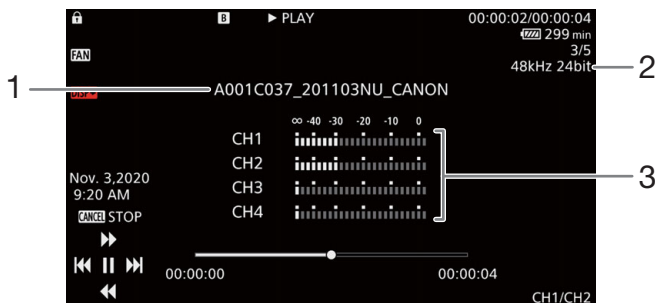 B ► PLAY 00:00:02/00:00:04
299 min
FAN 3/5
48kHz 24bit 2
1 A001C037_201103NU_CANON
∞ -40 -30 -20 -10 0
CH1
CH2
CH3 3
CH4
Nov. 3,2020
9:20 AM
CANCEL STOP
00:00:00 00:00:04
CH1/CH2